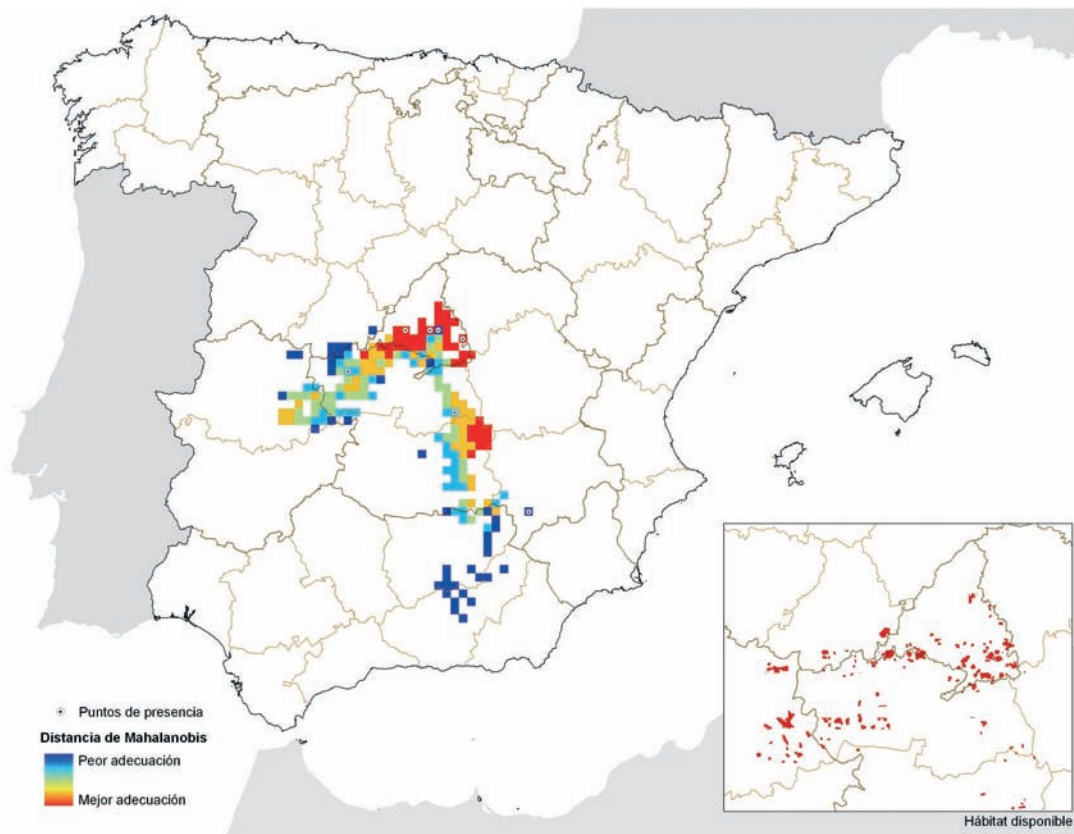 Puntos de presencia
Distancia de Mahalanobis
Peor adecuación
Mejor adecuación
Hábitat disponible